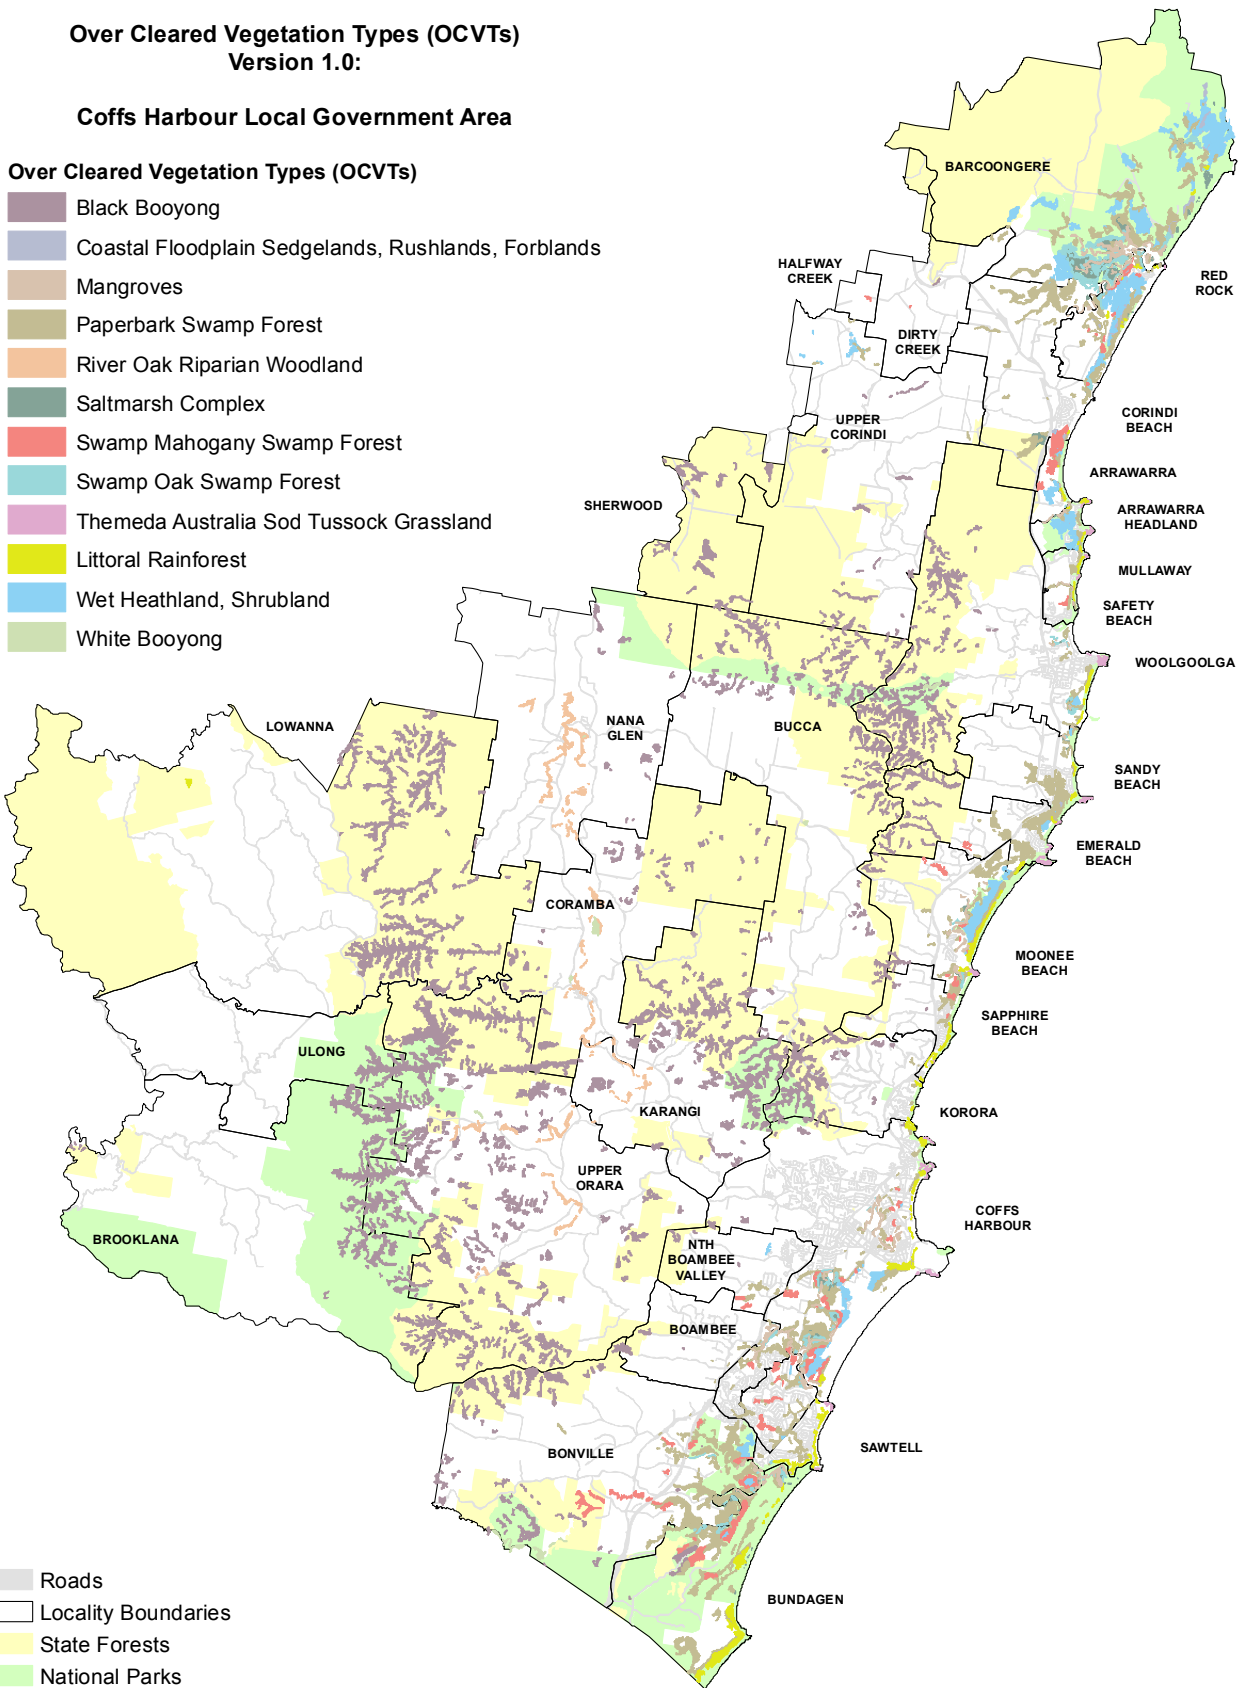 Over Cleared Vegetation Types (OCVTs)
Version 1.0:
Coffs Harbour Local Government Area
Over Cleared Vegetation Types (OCVTs)
Black Booyong
Coastal Floodplain Sedgelands, Rushlands, Forblands
Mangroves
Paperbark Swamp Forest
River Oak Riparian Woodland
Saltmarsh Complex
Swamp Mahogany Swamp Forest
Swamp Oak Swamp Forest
Themeda Australia Sod Tussock Grassland
Littoral Rainforest
Wet Heathland, Shrubland
White Booyong
BARCOONGERE
HALFWAY
CREEK
RED
ROCK
DIRTY
CREEK
UPPER
CORINDI
CORINDI
BEACH
ARRAWARRA
SHERWOOD
ARRAWARRA
HEADLAND
MULLAWAY
SAFETY
BEACH
WOOLGOOLGA
LOWANNA
NANA
GLEN
BUCCA
SANDY
BEACH
EMERALD
BEACH
CORAMBA
MOONEE
BEACH
SAPPHIRE
BEACH
ULONG
KARANGI
KORORA
UPPER
ORARA
COFFS
HARBOUR
BROOKLANA
NTH
BOAMBEE
VALLEY
BOAMBEE
BONVILLE
SAWTELL
BUNDAGEN
Roads
Locality Boundaries
State Forests
National Parks